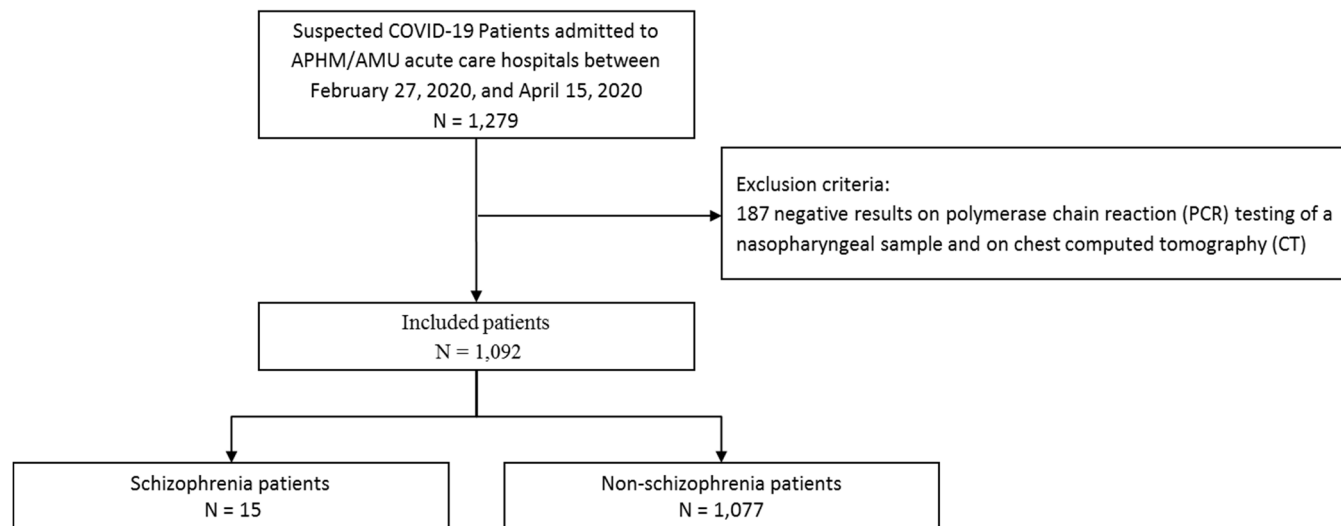 Suspected COVID-19 Patients admitted to
APHM/AMU acute care hospitals between
February 27, 2020, and April 15, 2020
N = 1,279
Exclusion criteria:
187 negative results on polymerase chain reaction (PCR) testing of a
nasopharyngeal sample and on chest computed tomography (CT)
Included patients
N = 1,092
Schizophrenia patients
N = 15
Non-schizophrenia patients
N = 1,077